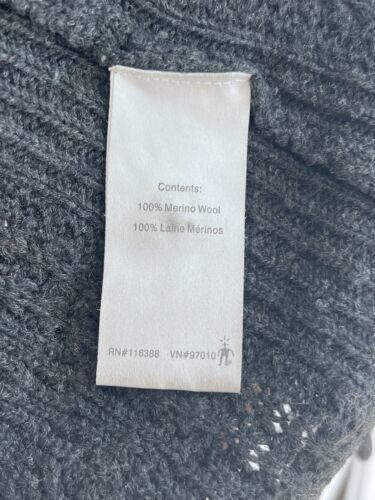 Contents:
100% Merino Wool
100% Laine Mérinos
RN#116388 VN#97010